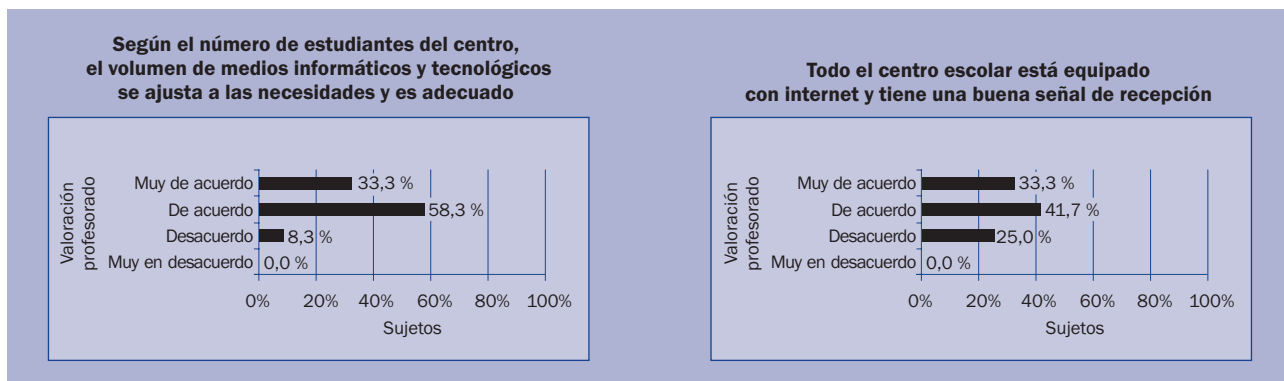 Según el número de estudiantes del centro,
el volumen de medios informáticos y tecnológicos
se ajusta a las necesidades y es adecuado
Valoración
profesorado
Muy de acuerdo 33,3 %
De acuerdo 58,3 %
Desacuerdo 8,3 %
Muy en desacuerdo 0,0 %
0% 20% 40% 60% 80% 100%
Sujetos
Todo el centro escolar está equipado
con internet y tiene una buena señal de recepción
Valoración
profesorado
Muy de acuerdo 33,3 %
De acuerdo 41,7 %
Desacuerdo 25,0 %
Muy en desacuerdo 0,0 %
0% 20% 40% 60% 80% 100%
Sujetos